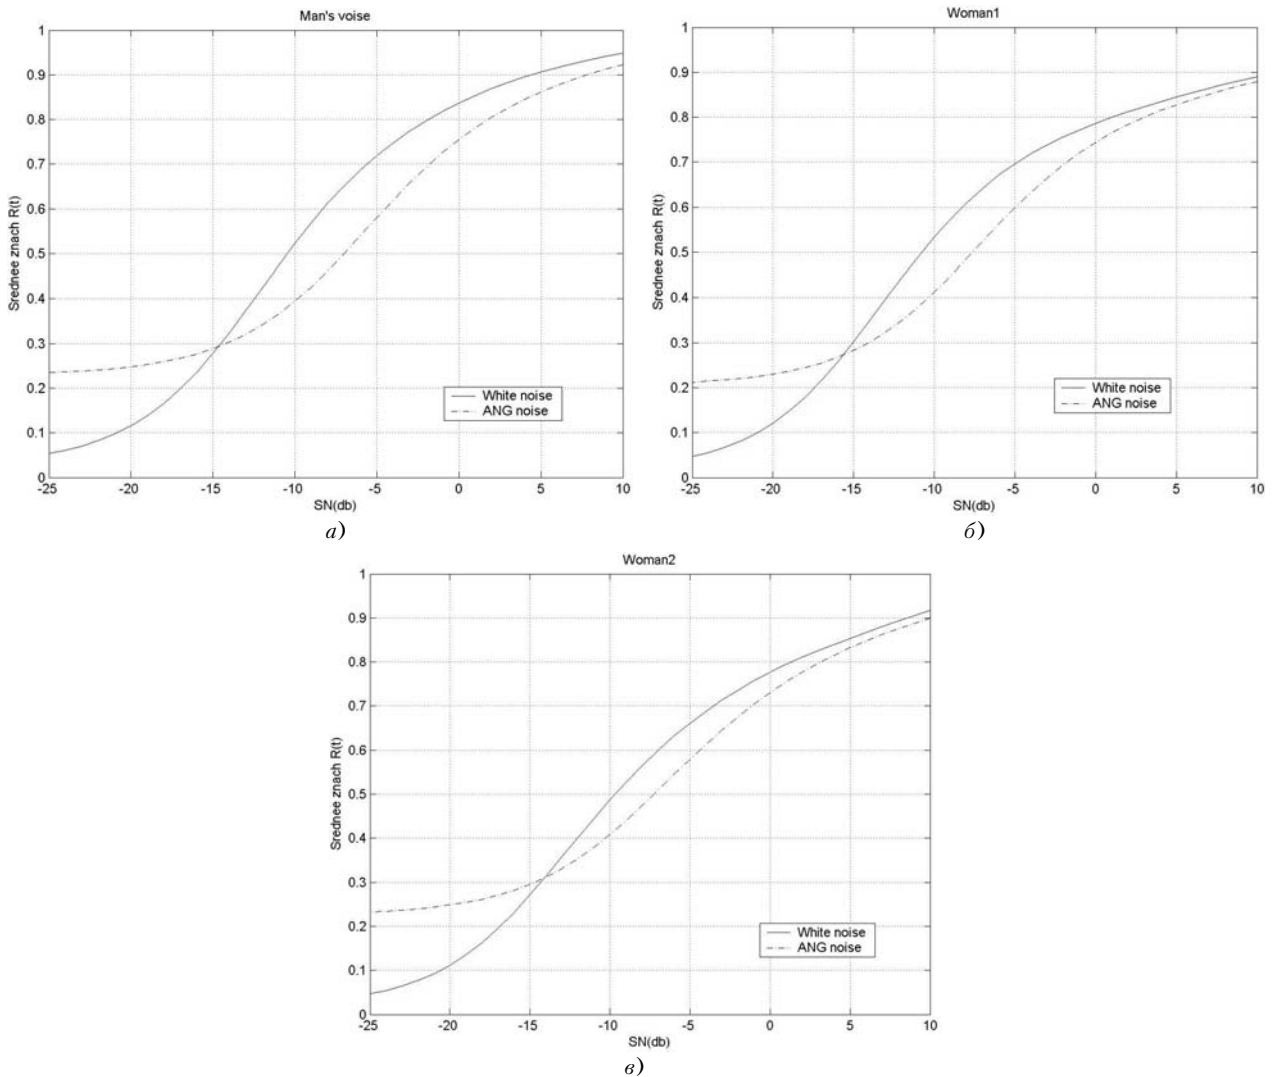 Man's voise
1
0.9
0.8
0.7
0.6
0.5
0.4
0.3
0.2
0.1
0
Srednee znach R(t)
White noise
ANG noise
-25 -20 -15 -10 -5 0 5 10
SN(db)
а)
Woman1
1
0.9
0.8
0.7
0.6
0.5
0.4
0.3
0.2
0.1
0
Srednee znach R(t)
White noise
ANG noise
-25 -20 -15 -10 -5 0 5 10
SN(db)
б)
Woman2
1
0.9
0.8
0.7
0.6
0.5
0.4
0.3
0.2
0.1
0
Srednee znach R(t)
White noise
ANG noise
-25 -20 -15 -10 -5 0 5 10
SN(db)
в)